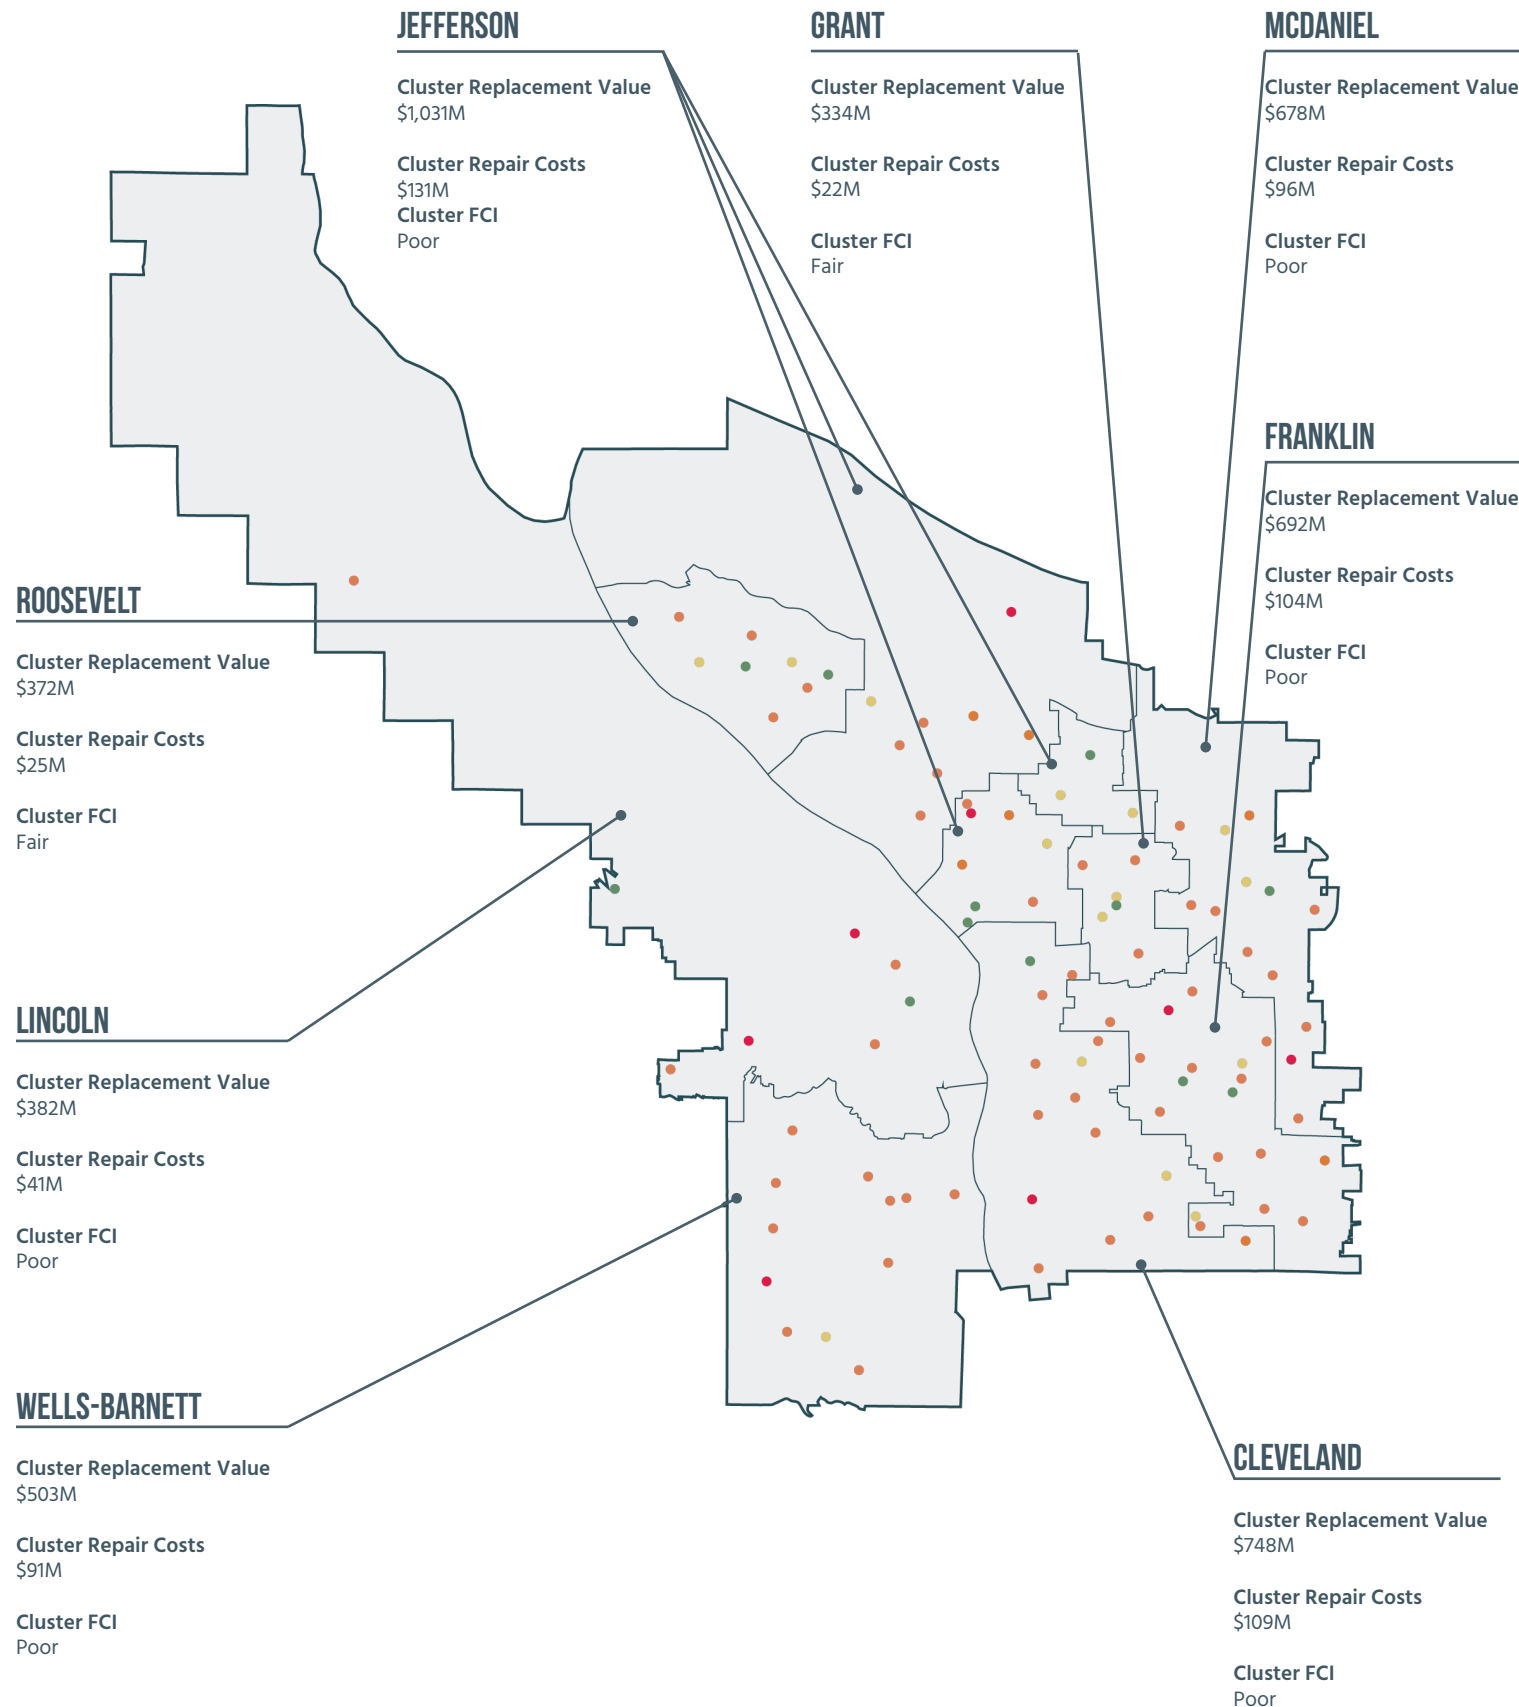 JEFFERSON
Cluster Replacement Value
$1,031M
Cluster Repair Costs
$131M
Cluster FCI
Poor
GRANT
Cluster Replacement Value
$334M
Cluster Repair Costs
$22M
Cluster FCI
Fair
MCDANIEL
Cluster Replacement Value
$678M
Cluster Repair Costs
$96M
Cluster FCI
Poor
FRANKLIN
Cluster Replacement Value
$692M
Cluster Repair Costs
$104M
Cluster FCI
Poor
ROOSEVELT
Cluster Replacement Value
$372M
Cluster Repair Costs
$25M
Cluster FCI
Fair
LINCOLN
Cluster Replacement Value
$382M
Cluster Repair Costs
$41M
Cluster FCI
Poor
WELLS-BARNETT
Cluster Replacement Value
$503M
Cluster Repair Costs
$91M
Cluster FCI
Poor
CLEVELAND
Cluster Replacement Value
$748M
Cluster Repair Costs
$109M
Cluster FCI
Poor